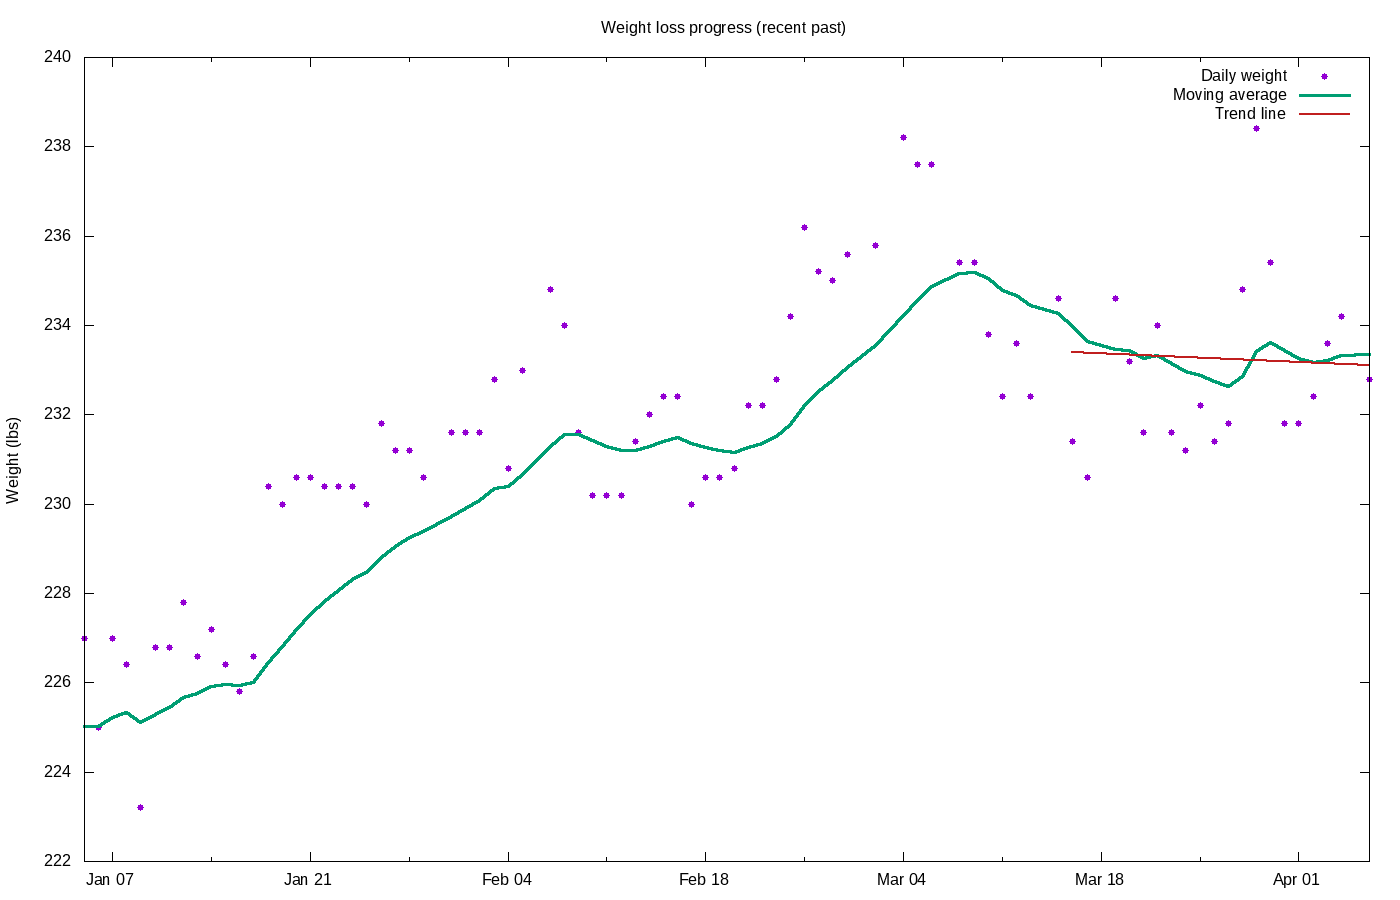 Weight loss progress (recent past)
240
238
236
234
232
230
228
226
224
222
Weight (lbs)
Daily weight
Moving average
Trend line
Jan 07
Jan 21
Feb 04
Feb 18
Mar 04
Mar 18
Apr 01